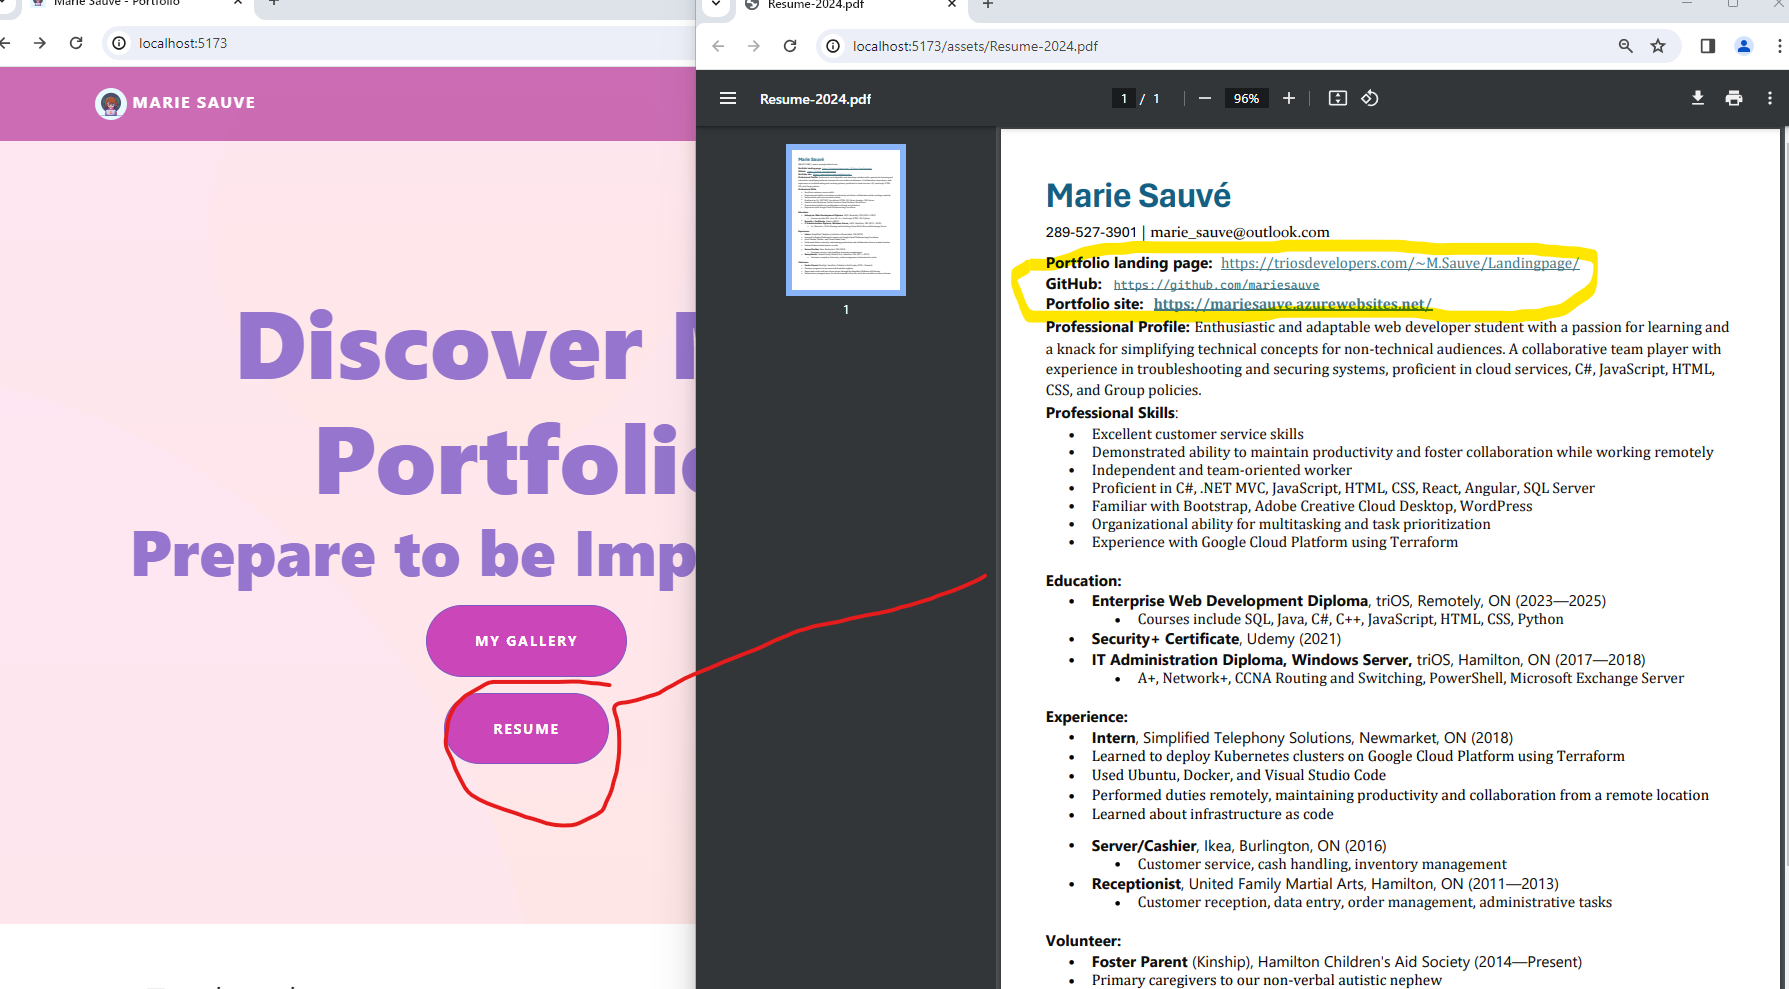 Marie Sauve - Portfolio
localhost:5173
MARIE SAUVE
Discover
Portfolio
Prepare to be Imp
MY GALLERY
RESUME
Resume-2024.pdf
localhost:5173/assets/Resume-2024.pdf
Resume-2024.pdf
1 / 1
96%
1
Marie Sauvé
289-527-3901 | marie_sauve@outlook.com
Portfolio landing page: https://triosdevelopers.com/~M.Sauve/Landingpage/
GitHub: https://github.com/mariesauve
Portfolio site: https://mariesauve.azurewebsites.net/
Professional Profile: Enthusiastic and adaptable web developer student with a passion for learning and
a knack for simplifying technical concepts for non-technical audiences. A collaborative team player with
experience in troubleshooting and securing systems, proficient in cloud services, C#, JavaScript, HTML,
CSS, and Group policies.
Professional Skills:
• Excellent customer service skills
• Demonstrated ability to maintain productivity and foster collaboration while working remotely
• Independent and team-oriented worker
• Proficient in C#, .NET MVC, JavaScript, HTML, CSS, React, Angular, SQL Server
• Familiar with Bootstrap, Adobe Creative Cloud Desktop, WordPress
• Organizational ability for multitasking and task prioritization
• Experience with Google Cloud Platform using Terraform
Education:
• Enterprise Web Development Diploma, triOS, Remotely, ON (2023—2025)
• Courses include SQL, Java, C#, C++, JavaScript, HTML, CSS, Python
• Security+ Certificate, Udemy (2021)
• IT Administration Diploma, Windows Server, triOS, Hamilton, ON (2017—2018)
• A+, Network+, CCNA Routing and Switching, PowerShell, Microsoft Exchange Server
Experience:
• Intern, Simplified Telephony Solutions, Newmarket, ON (2018)
• Learned to deploy Kubernetes clusters on Google Cloud Platform using Terraform
• Used Ubuntu, Docker, and Visual Studio Code
• Performed duties remotely, maintaining productivity and collaboration from a remote location
• Learned about infrastructure as code
• Server/Cashier, Ikea, Burlington, ON (2016)
• Customer service, cash handling, inventory management
• Receptionist, United Family Martial Arts, Hamilton, ON (2011—2013)
• Customer reception, data entry, order management, administrative tasks
Volunteer:
• Foster Parent (Kinship), Hamilton Children's Aid Society (2014—Present)
• Primary caregivers to our non-verbal autistic nephew